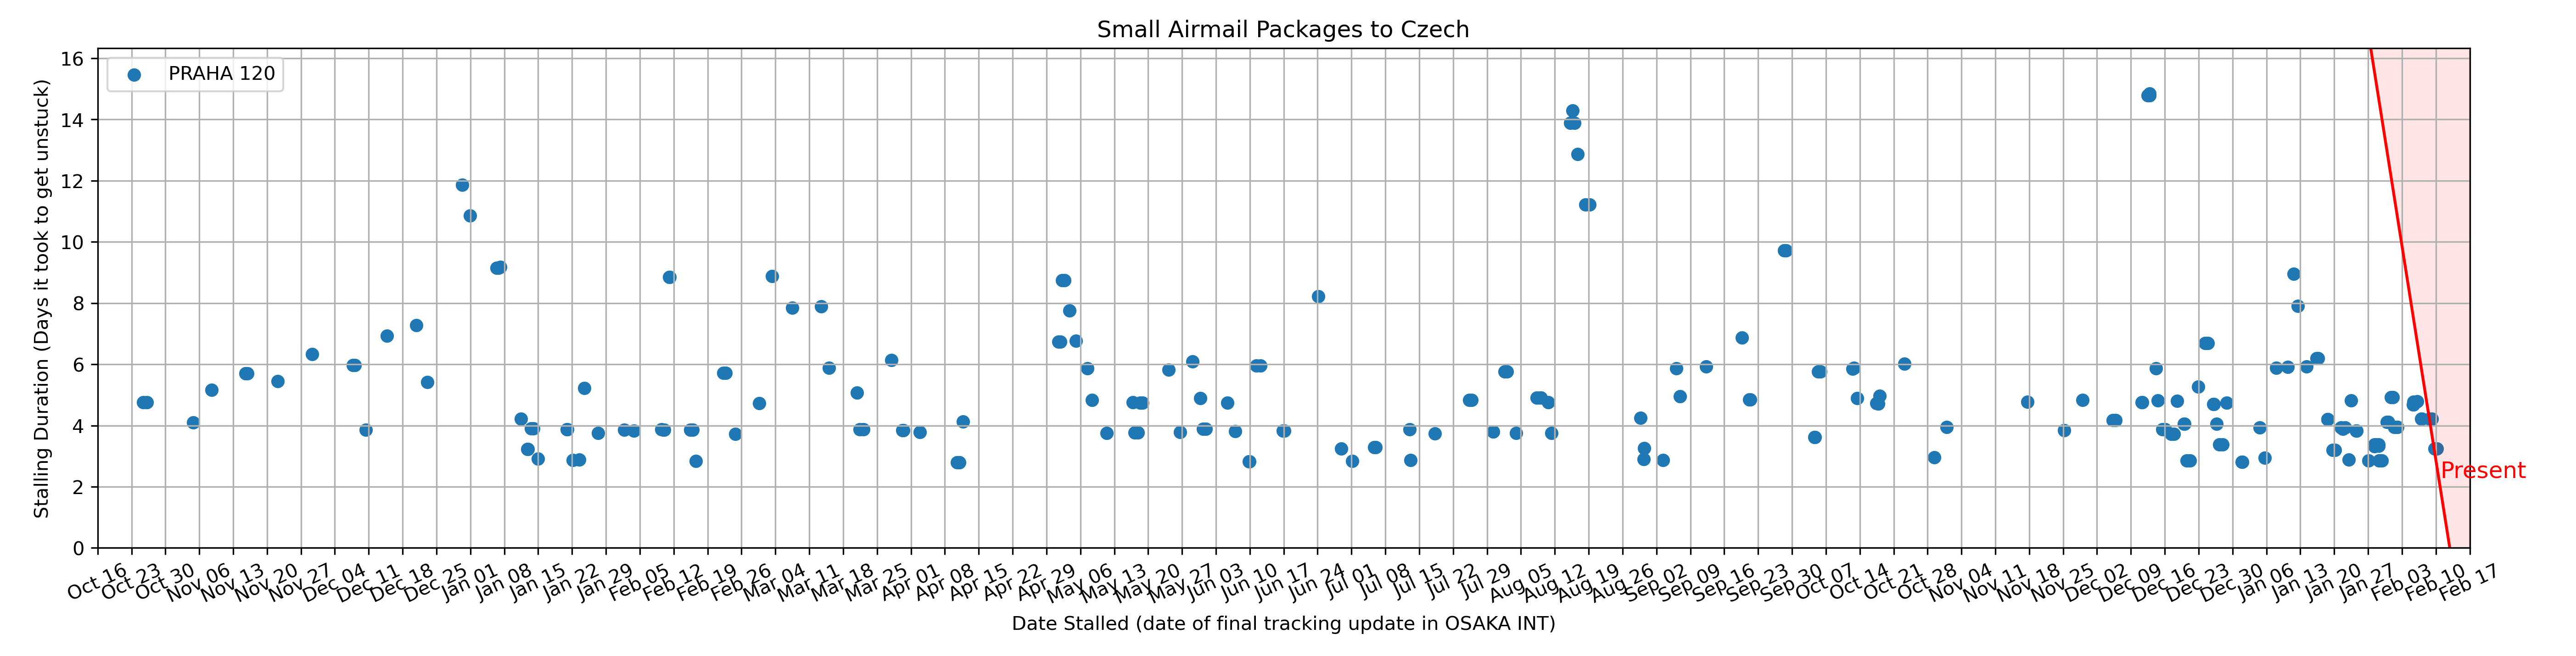 Small Airmail Packages to Czech
PRAHA 120
Stalling Duration (Days it took to get unstuck)
16
14
12
10
8
6
4
2
0
Present
Oct 16 Oct 23 Oct 30 Nov 06 Nov 13 Nov 20 Nov 27 Dec 04 Dec 11 Dec 18 Dec 25 Jan 01 Jan 08 Jan 15 Jan 22 Jan 29 Feb 05 Feb 12 Feb 19 Feb 26 Mar 04 Mar 11 Mar 18 Mar 25 Apr 01 Apr 08 Apr 15 Apr 22 Apr 29 May 06 May 13 May 20 May 27 Jun 03 Jun 10 Jun 17 Jun 24 Jul 01 Jul 08 Jul 15 Jul 22 Jul 29 Aug 05 Aug 12 Aug 19 Aug 26 Sep 02 Sep 09 Sep 16 Sep 23 Sep 30 Oct 07 Oct 14 Oct 21 Oct 28 Nov 04 Nov 11 Nov 18 Nov 25 Dec 02 Dec 09 Dec 16 Dec 23 Dec 30 Jan 06 Jan 13 Jan 20 Jan 27 Feb 03 Feb 10 Feb 17
Date Stalled (date of final tracking update in OSAKA INT)